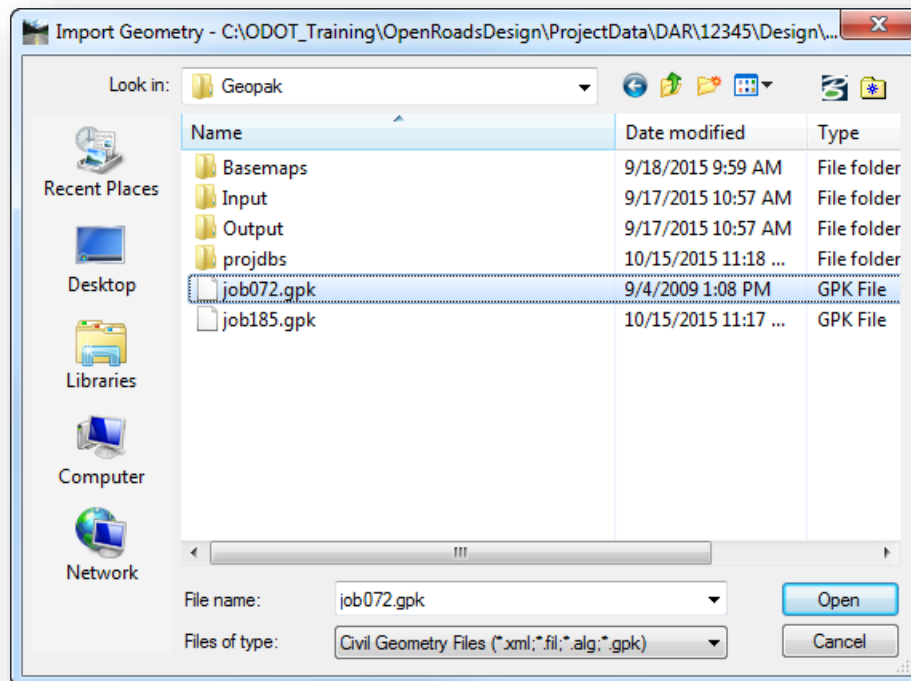 Import Geometry - C:\ODOT_Training\OpenRoadsDesign\ProjectData\DAR\12345\Design\...
Look in: Geopak
Name Date modified Type
Basemaps 9/18/2015 9:59 AM File folder
Input 9/17/2015 10:57 AM File folder
Output 9/17/2015 10:57 AM File folder
projdbs 10/15/2015 11:18 ... File folder
job072.gpk 9/4/2009 1:08 PM GPK File
job185.gpk 10/15/2015 11:17 ... GPK File
Recent Places
Desktop
Libraries
Computer
Network
File name: job072.gpk Open
Files of type: Civil Geometry Files (*.xml;*.fil;*.alg;*.gpk) Cancel